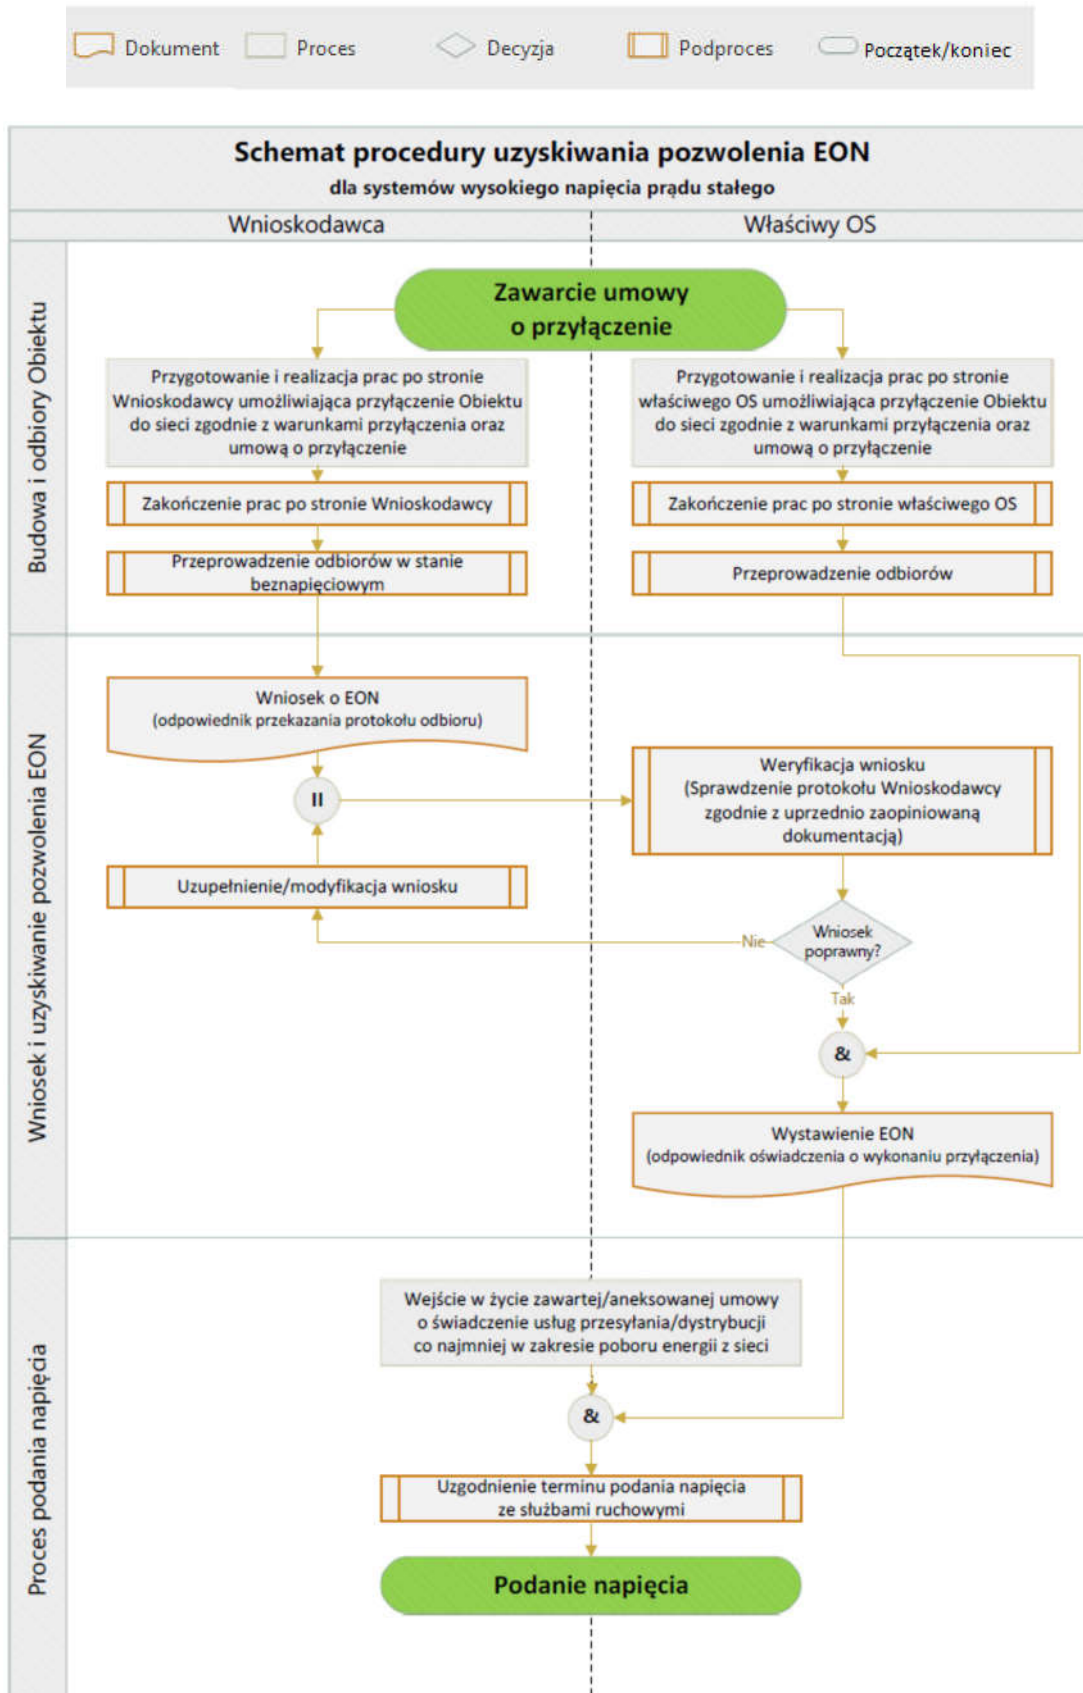 Dokument
Proces
Decyzja
Podproces
Początek/koniec
Schemat procedury uzyskiwania pozwolenia EON
dla systemów wysokiego napięcia prądu stałego
Wnioskodawca
Właściwy OS
Budowa i odbiory Obiektu
Zawarcie umowy
o przyłączenie
Przygotowanie i realizacja prac po stronie
Wnioskodawcy umożliwiająca przyłączenie Obiektu
do sieci zgodnie z warunkami przyłączenia oraz
umową o przyłączenie
Przygotowanie i realizacja prac po stronie
właściwego OS umożliwiająca przyłączenie Obiektu
do sieci zgodnie z warunkami przyłączenia oraz
umową o przyłączenie
Zakończenie prac po stronie Wnioskodawcy
Zakończenie prac po stronie właściwego OS
Przeprowadzenie odbiorów w stanie
beznapięciowym
Przeprowadzenie odbiorów
Wniosek i uzyskiwanie pozwolenia EON
Wniosek o EON
(odpowiednik przekazania protokołu odbioru)
II
Weryfikacja wniosku
(Sprawdzenie protokołu Wnioskodawcy
zgodnie z uprzednio zaopiniowaną
dokumentacją)
Uzupełnienie/modyfikacja wniosku
Nie
Wniosek
poprawny?
Tak
&
Wystawienie EON
(odpowiednik oświadczenia o wykonaniu przyłączenia)
Proces podania napięcia
Wejście w życie zawartej/aneksowanej umowy
o świadczenie usług przesyłania/dystrybucji
co najmniej w zakresie poboru energii z sieci
&
Uzgodnienie terminu podania napięcia
ze służbami ruchowymi
Podanie napięcia